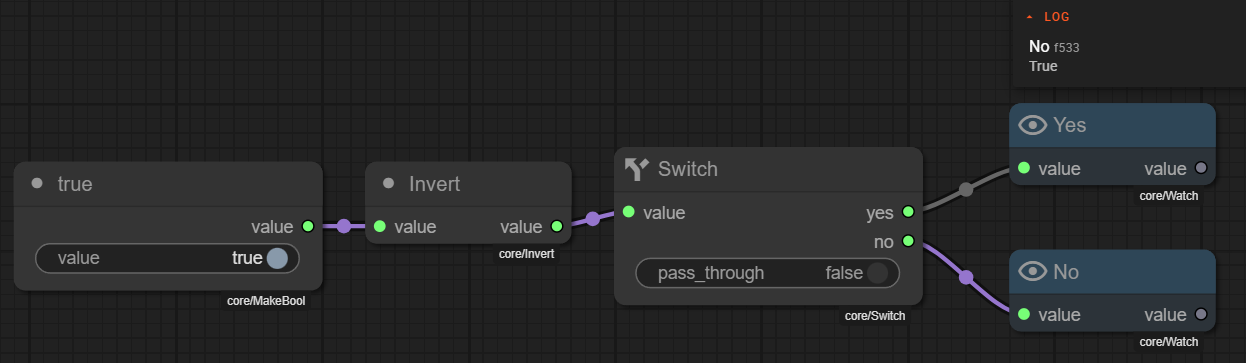 LOG
No f533
True
Yes
value value
core/Watch
true
value
value true
core/MakeBool
Invert
value value
core/Invert
Switch
value yes
no
pass_through false
core/Switch
No
value value
core/Watch